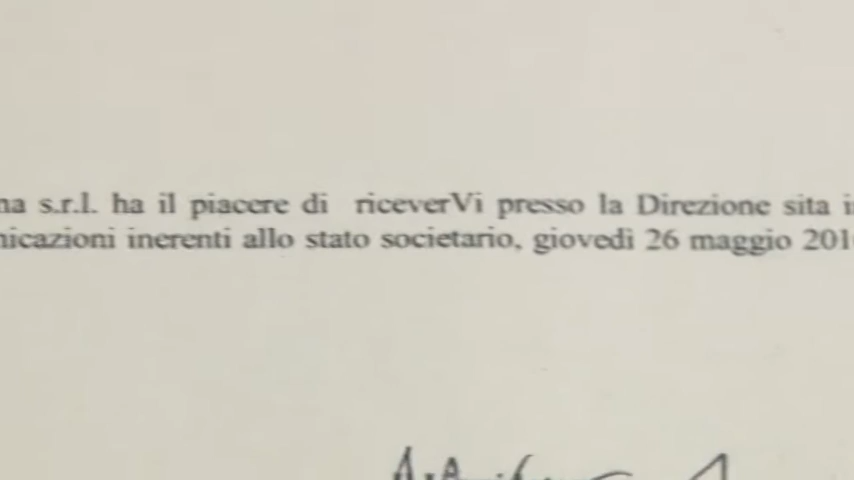 na s.r.l. ha il piacere di riceverVi presso la Direzione sita i
nicazioni inerenti allo stato societario, giovedì 26 maggio 201